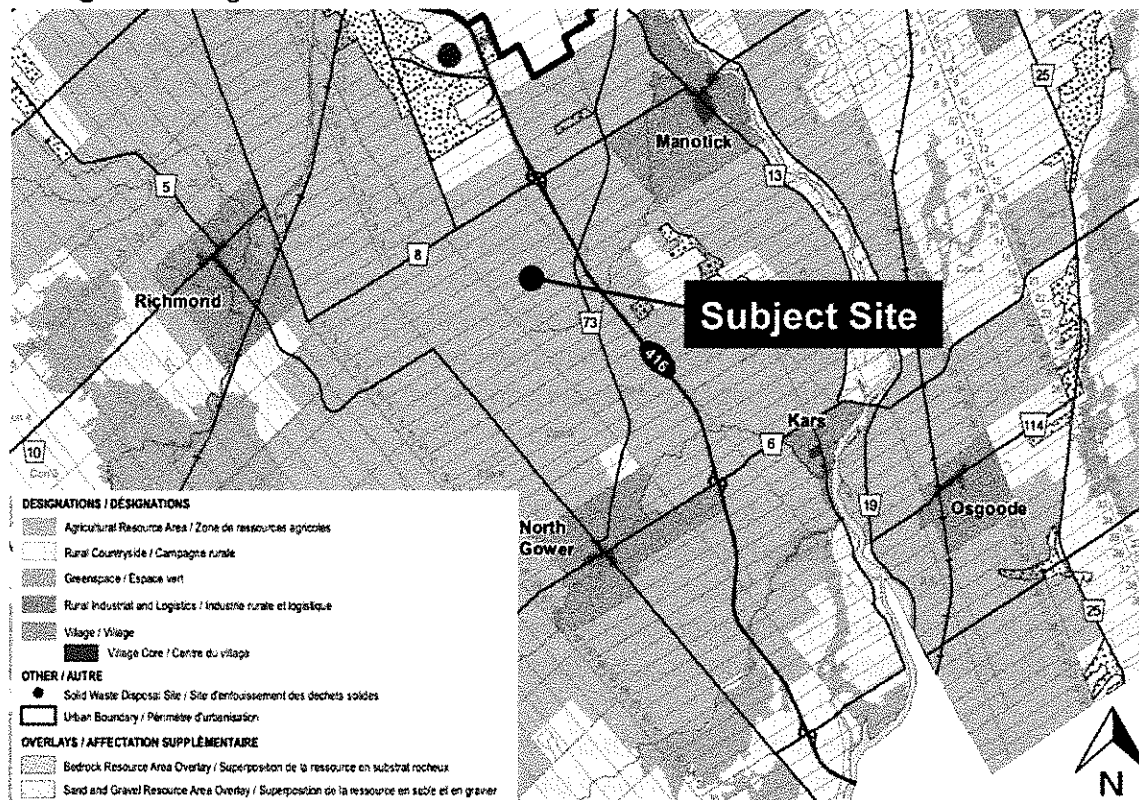 25
Manotick
13
5
8
Richmond
Subject Site
73
416
Kars
114
6
10
19
Osgoode
North
Gower
25
N
DESIGNATIONS / DÉSIGNATIONS
Agricultural Resource Area / Zone de ressources agricoles
Rural Countryside / Campagne rurale
Greenspace / Espace vert
Rural Industrial and Logistics / Industrie rurale et logistique
Village / Village
Village Core / Centre du village
OTHER / AUTRE
Solid Waste Disposal Site / Site d'enfouissement des déchets solides
Urban Boundary / Périmètre d'urbanisation
OVERLAYS / AFFECTATION SUPPLÉMENTAIRE
Bedrock Resource Area Overlay / Superposition de la ressource en substrat rocheux
Sand and Gravel Resource Area Overlay / Superposition de la ressource en sable et en gravier